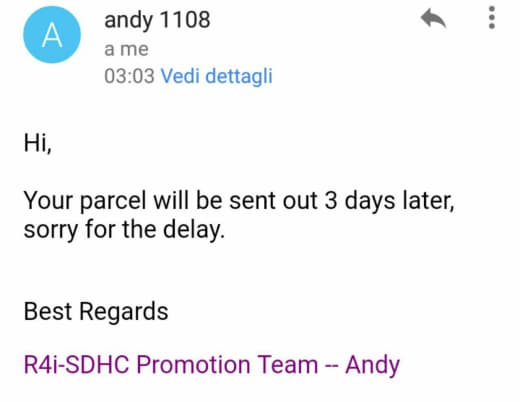 A
andy 1108
a me
03:03 Vedi dettagli
Hi,
Your parcel will be sent out 3 days later,
sorry for the delay.
Best Regards
R4i-SDHC Promotion Team -- Andy